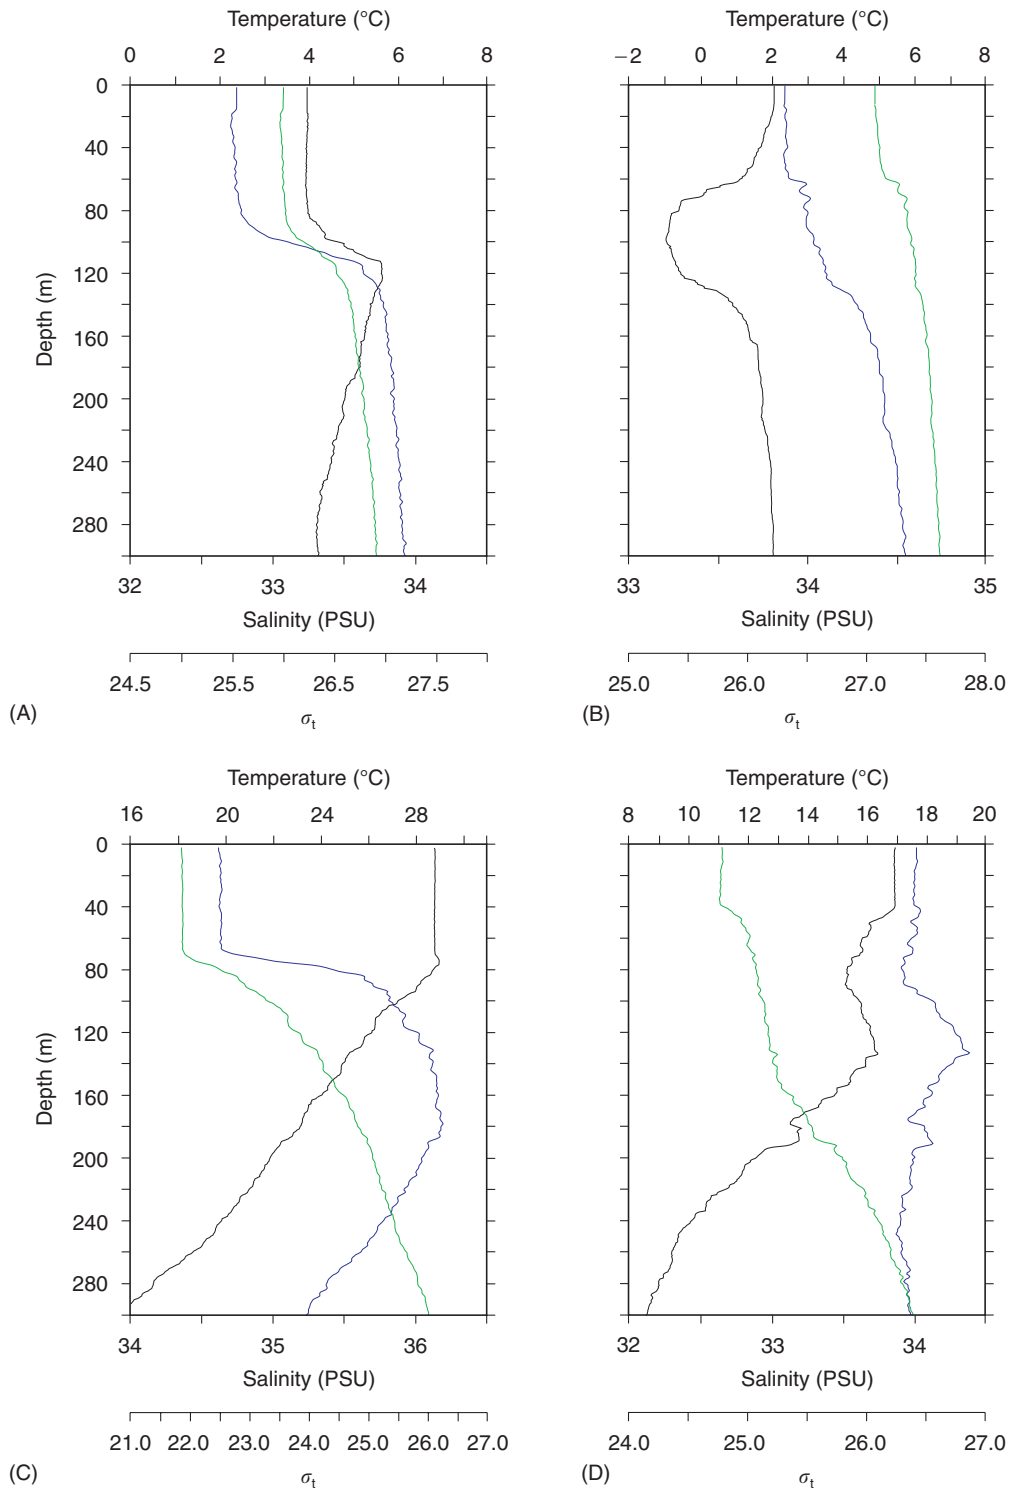 Temperature (°C)
0 2 4 6 8
0
40
80
120
160
200
240
280
Depth (m)
32 33 34
Salinity (PSU)
24.5 25.5 26.5 27.5
σt
(A)
Temperature (°C)
−2 0 2 4 6 8
33 34 35
Salinity (PSU)
25.0 26.0 27.0 28.0
σt
(B)
Temperature (°C)
16 20 24 28
0
40
80
120
160
200
240
280
Depth (m)
34 35 36
Salinity (PSU)
21.0 22.0 23.0 24.0 25.0 26.0 27.0
σt
(C)
Temperature (°C)
8 10 12 14 16 18 20
32 33 34
Salinity (PSU)
24.0 25.0 26.0 27.0
σt
(D)